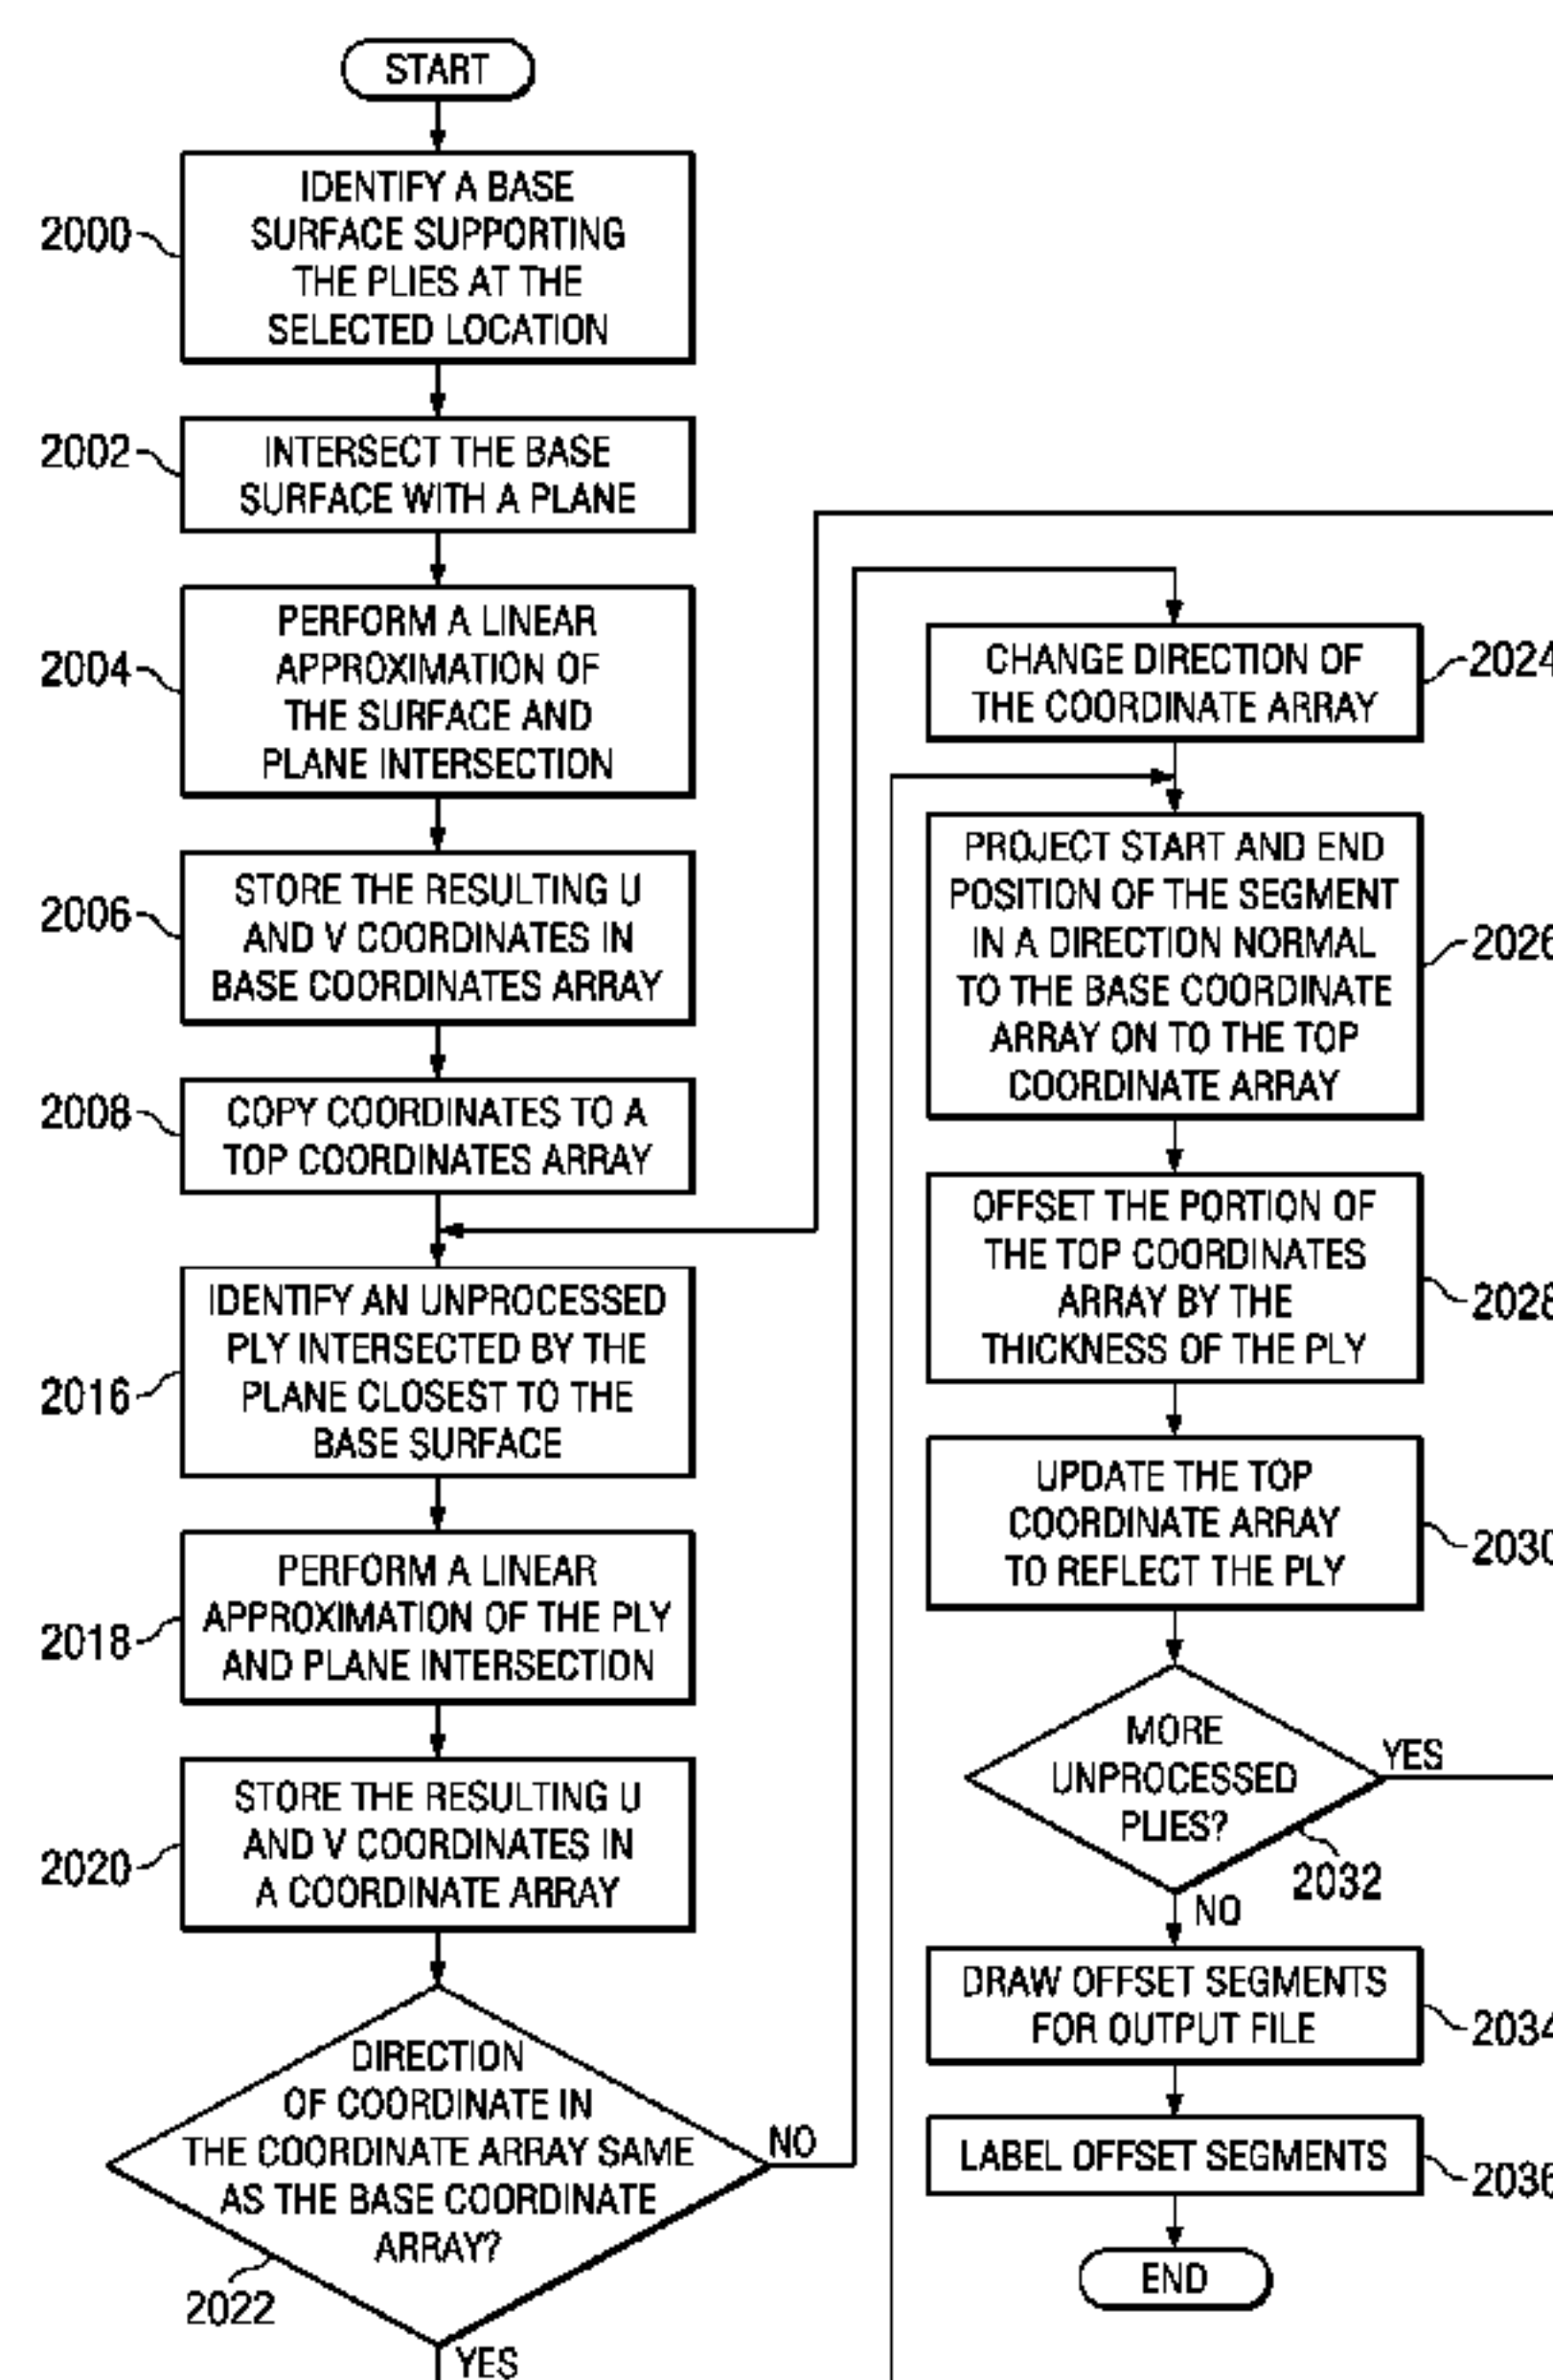 START
IDENTIFY A BASE
SURFACE SUPPORTING
THE PLIES AT THE
SELECTED LOCATION
2000
INTERSECT THE BASE
SURFACE WITH A PLANE
2002
PERFORM A LINEAR
APPROXIMATION OF
THE SURFACE AND
PLANE INTERSECTION
2004
STORE THE RESULTING U
AND V COORDINATES IN
BASE COORDINATES ARRAY
2006
COPY COORDINATES TO A
TOP COORDINATES ARRAY
2008
IDENTIFY AN UNPROCESSED
PLY INTERSECTED BY THE
PLANE CLOSEST TO THE
BASE SURFACE
2016
PERFORM A LINEAR
APPROXIMATION OF THE PLY
AND PLANE INTERSECTION
2018
STORE THE RESULTING U
AND V COORDINATES IN
A COORDINATE ARRAY
2020
DIRECTION
OF COORDINATE IN
THE COORDINATE ARRAY SAME
AS THE BASE COORDINATE
ARRAY?
2022
NO
YES
CHANGE DIRECTION OF
THE COORDINATE ARRAY
2024
PROJECT START AND END
POSITION OF THE SEGMENT
IN A DIRECTION NORMAL
TO THE BASE COORDINATE
ARRAY ON TO THE TOP
COORDINATE ARRAY
2026
OFFSET THE PORTION OF
THE TOP COORDINATES
ARRAY BY THE
THICKNESS OF THE PLY
2028
UPDATE THE TOP
COORDINATE ARRAY
TO REFLECT THE PLY
2030
MORE
UNPROCESSED
PLIES?
YES
2032
NO
DRAW OFFSET SEGMENTS
FOR OUTPUT FILE
2034
LABEL OFFSET SEGMENTS
2036
END